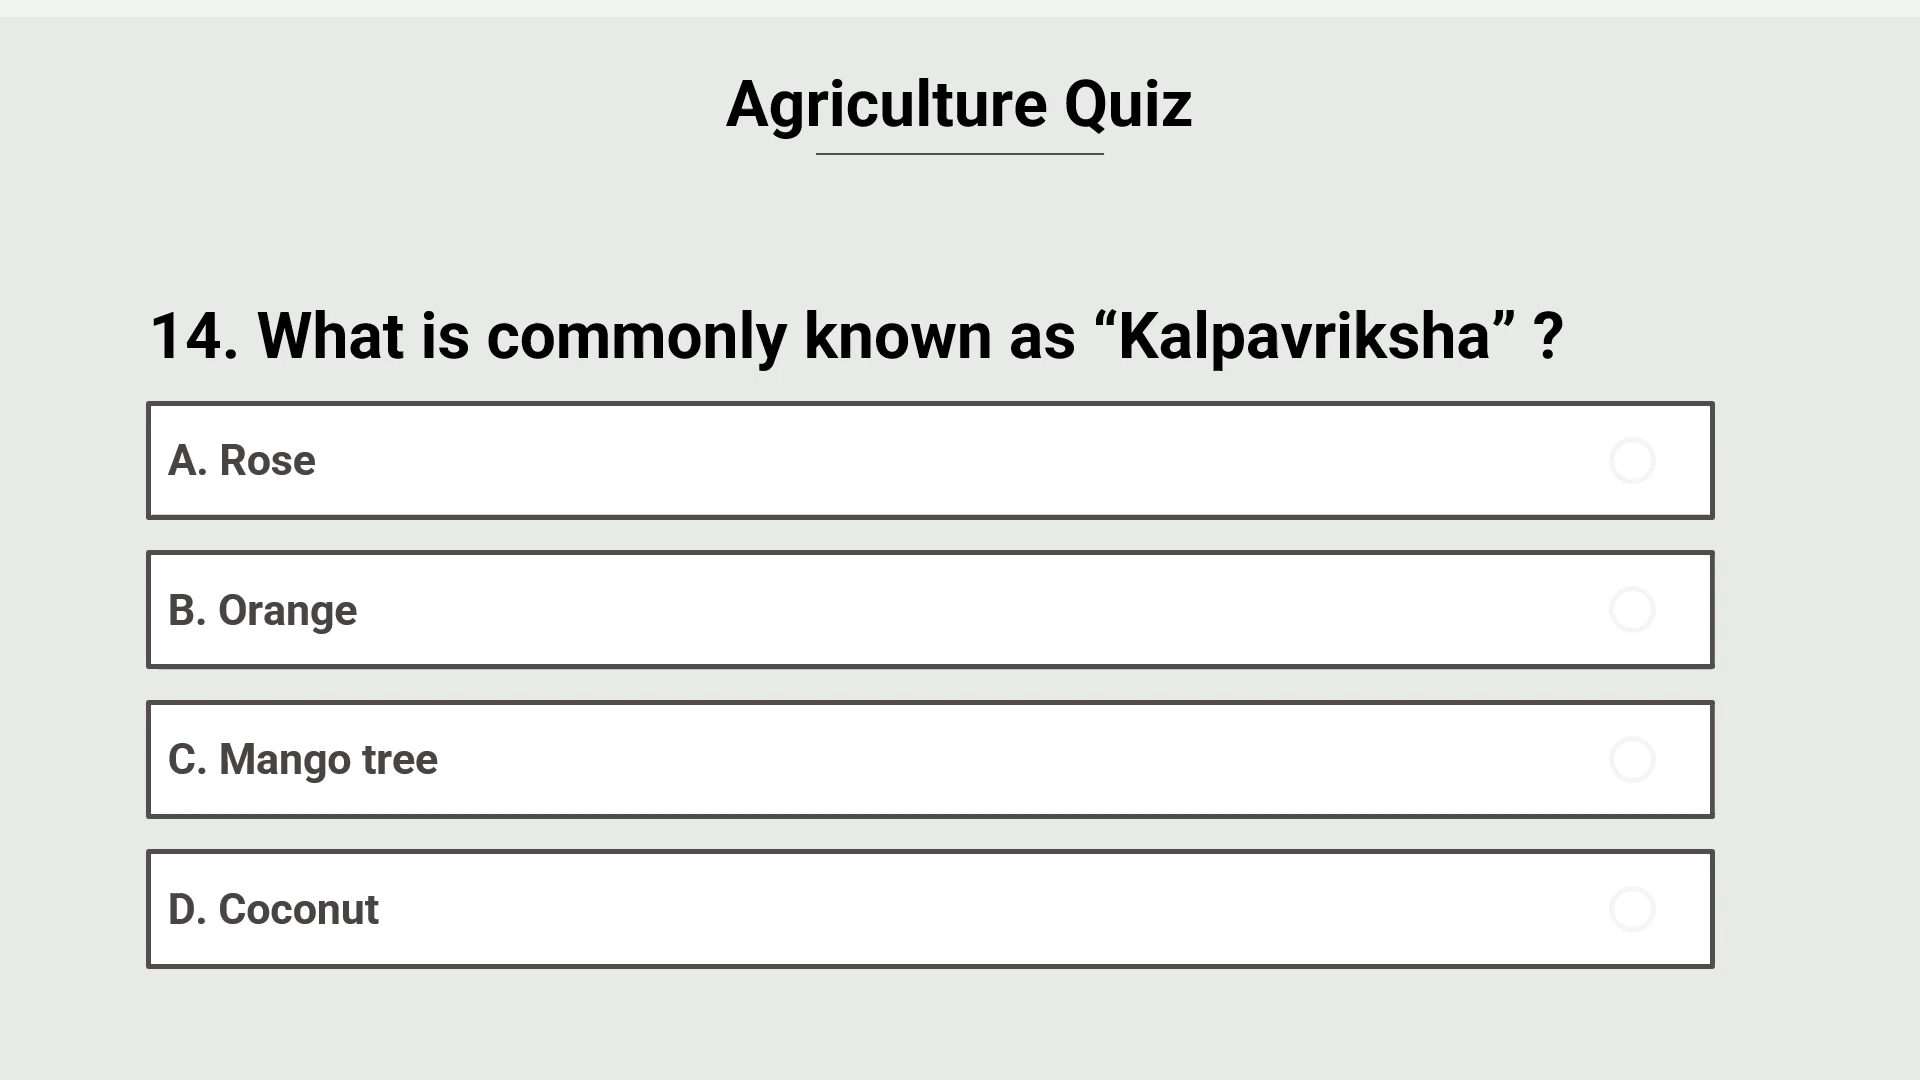 Agriculture Quiz
14. What is commonly known as “Kalpavriksha” ?
A. Rose
B. Orange
C. Mango tree
D. Coconut